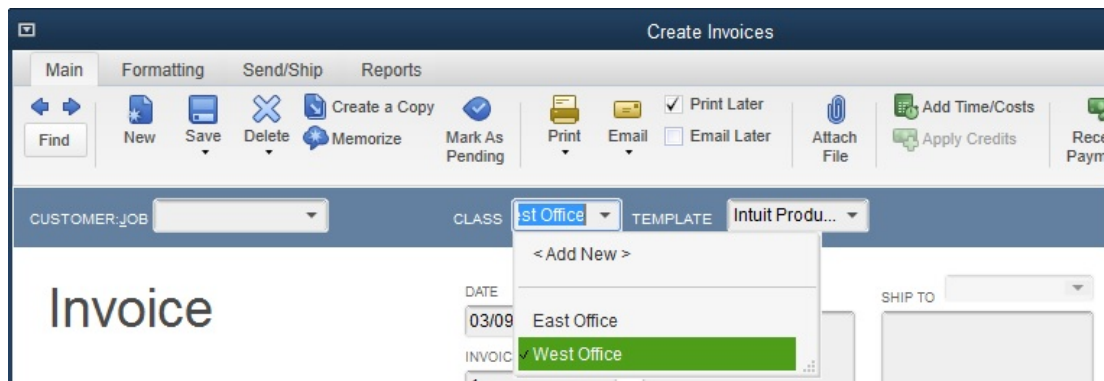 Create Invoices
Main Formatting Send/Ship Reports
Find
New
Save
Delete
Create a Copy
Memorize
Mark As
Pending
Print
Email
Print Later
Email Later
Attach
File
Add Time/Costs
Apply Credits
CUSTOMER:JOB
CLASS
st Office
TEMPLATE
Intuit Produ...
< Add New >
Invoice
DATE
03/09
East Office
SHIP TO
INVOIC
West Office